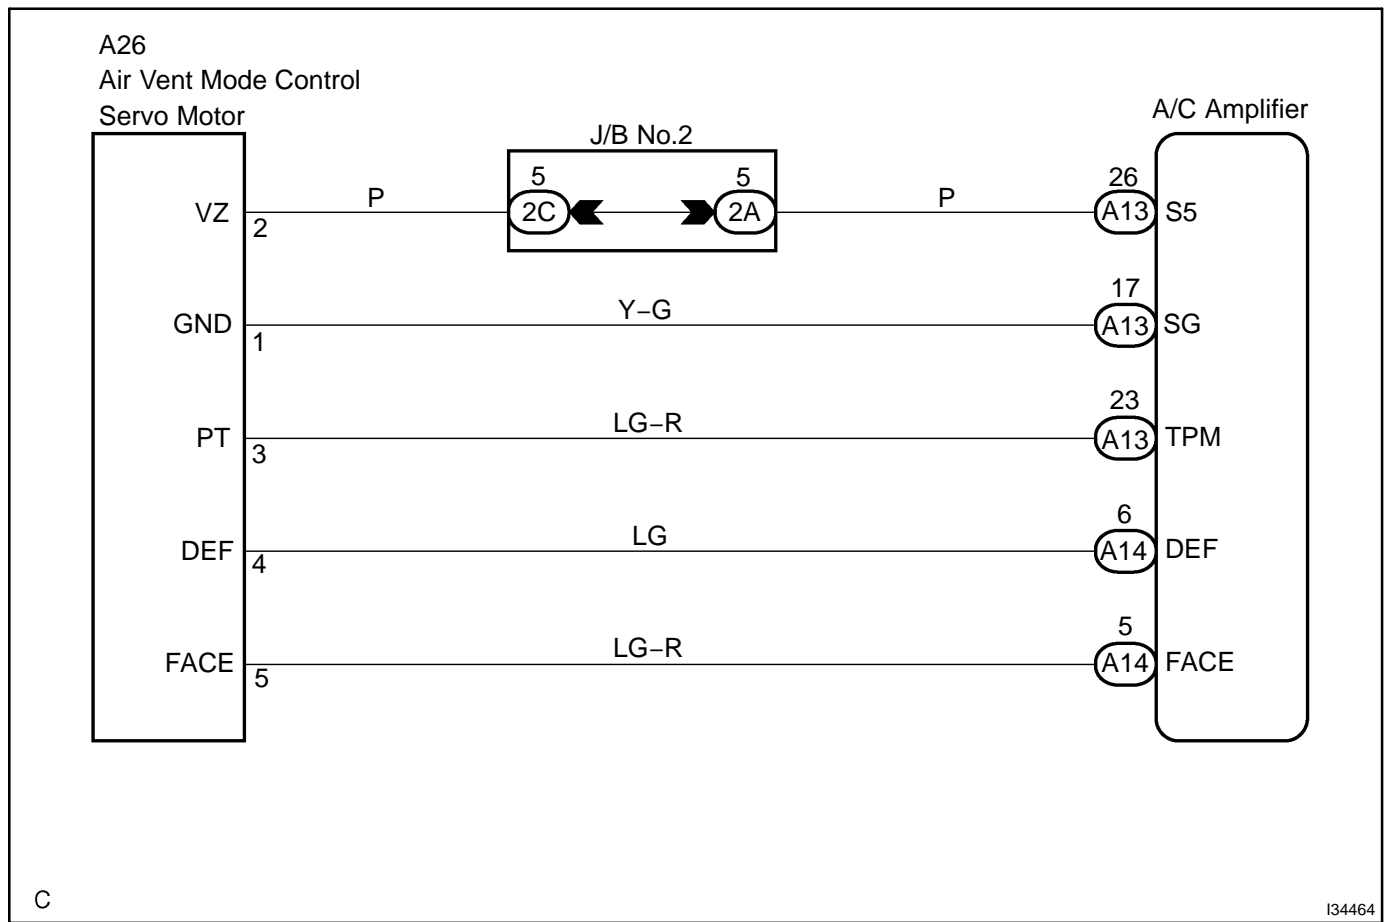 A26
Air Vent Mode Control
Servo Motor
A/C Amplifier
J/B No.2
VZ 2 P 5 2C 5 2A P 26 A13 S5
GND 1 Y–G 17 A13 SG
PT 3 LG–R 23 A13 TPM
DEF 4 LG 6 A14 DEF
FACE 5 LG–R 5 A14 FACE
C
I34464